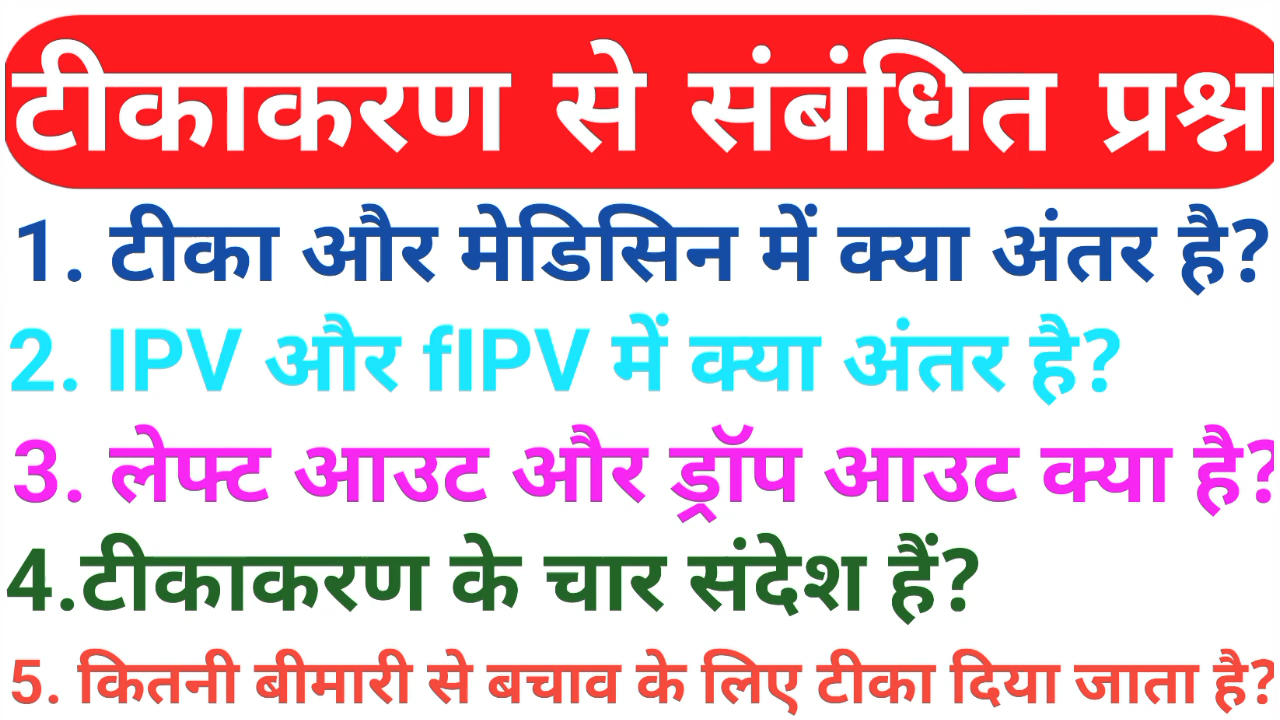 टीकाकरण से संबंधित प्रश्न
1. टीका और मेडिसिन में क्या अंतर है?
2. IPV और fIPV में क्या अंतर है?
3. लेफ्ट आउट और ड्रॉप आउट क्या है?
4.टीकाकरण के चार संदेश हैं?
5. कितनी बीमारी से बचाव के लिए टीका दिया जाता है?